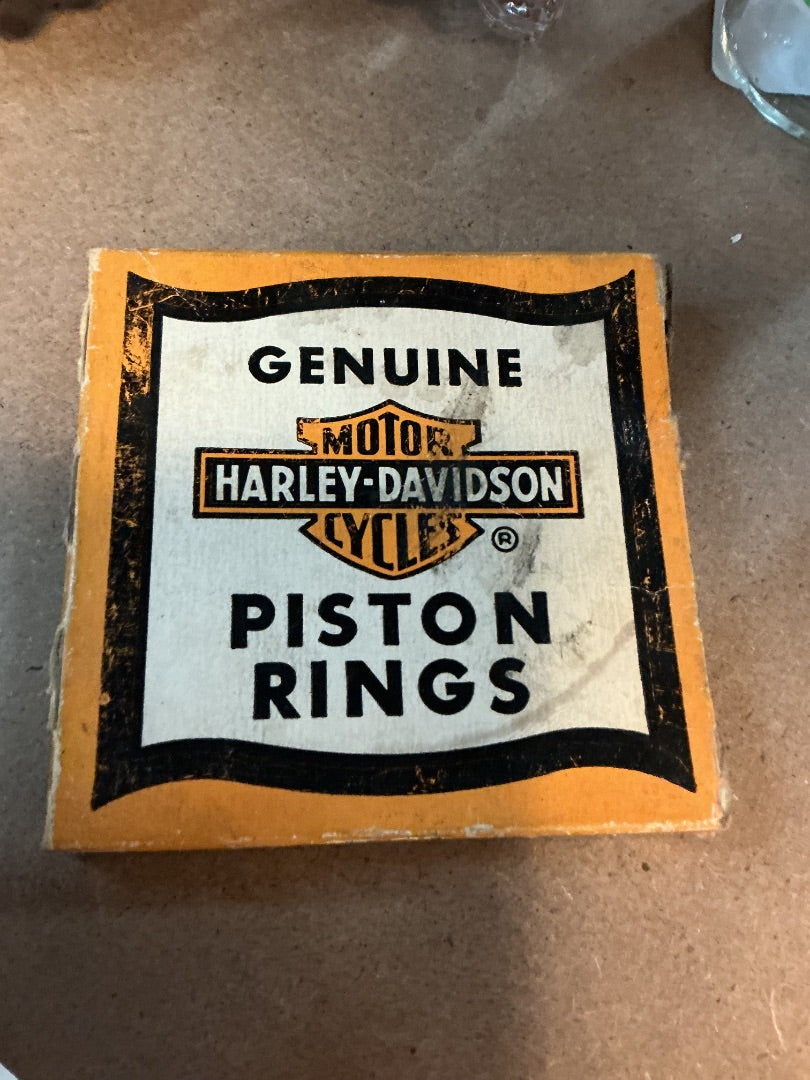 GENUINE
MOTOR
HARLEY-DAVIDSON
CYCLES ®
PISTON
RINGS